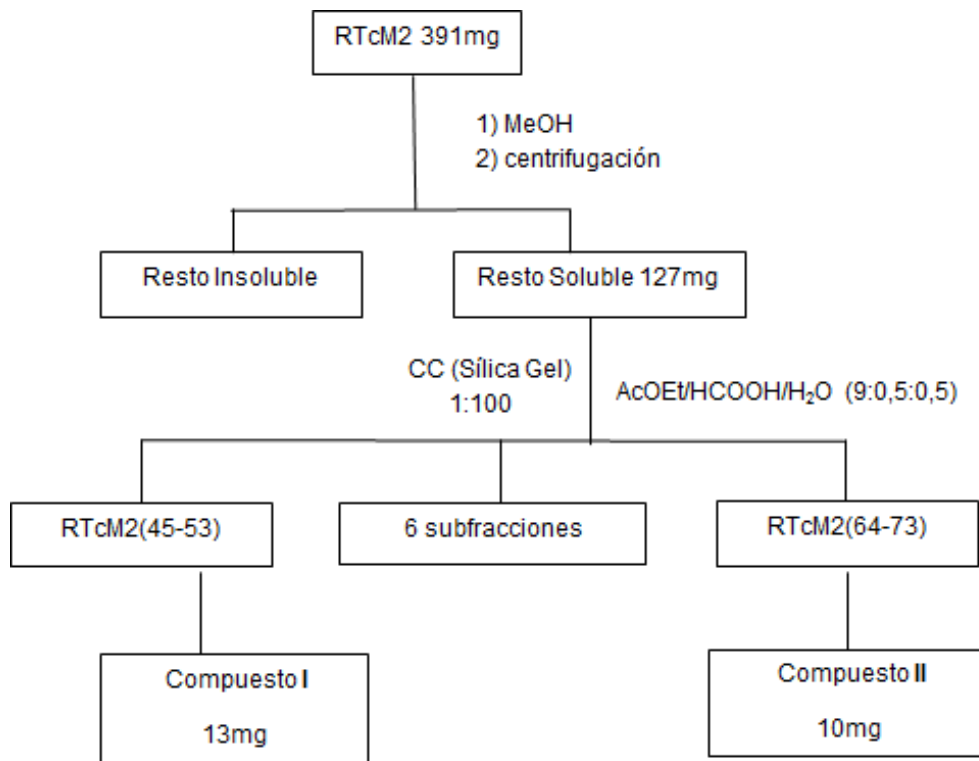 RTcM2 391mg
1) MeOH
2) centrifugación
Resto Insoluble
Resto Soluble 127mg
CC (Sílica Gel)
1:100
AcOEt/HCOOH/H₂O (9:0,5:0,5)
RTcM2(45-53)
6 subfracciones
RTcM2(64-73)
Compuesto I
13mg
Compuesto II
10mg